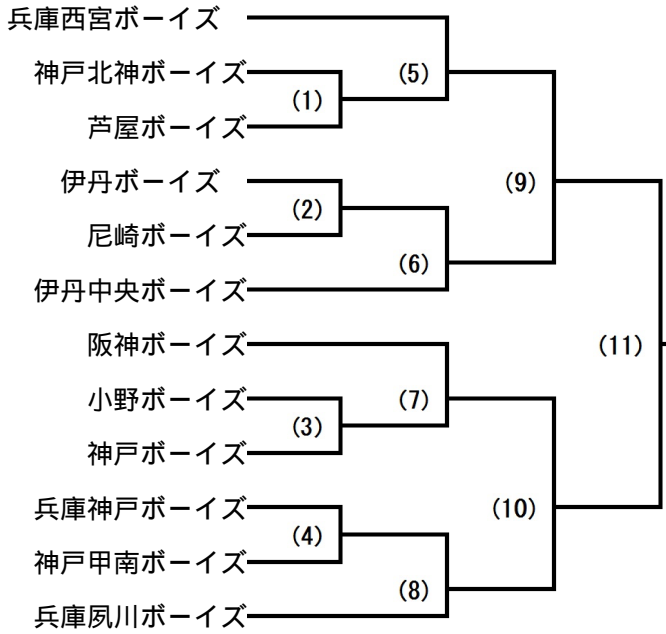 兵庫西宮ボーイズ
神戸北神ボーイズ
(5)
(1)
芦屋ボーイズ
伊丹ボーイズ
(9)
(2)
尼崎ボーイズ
(6)
伊丹中央ボーイズ
阪神ボーイズ
(11)
小野ボーイズ
(7)
(3)
神戸ボーイズ
兵庫神戸ボーイズ
(10)
(4)
神戸甲南ボーイズ
(8)
兵庫夙川ボーイズ